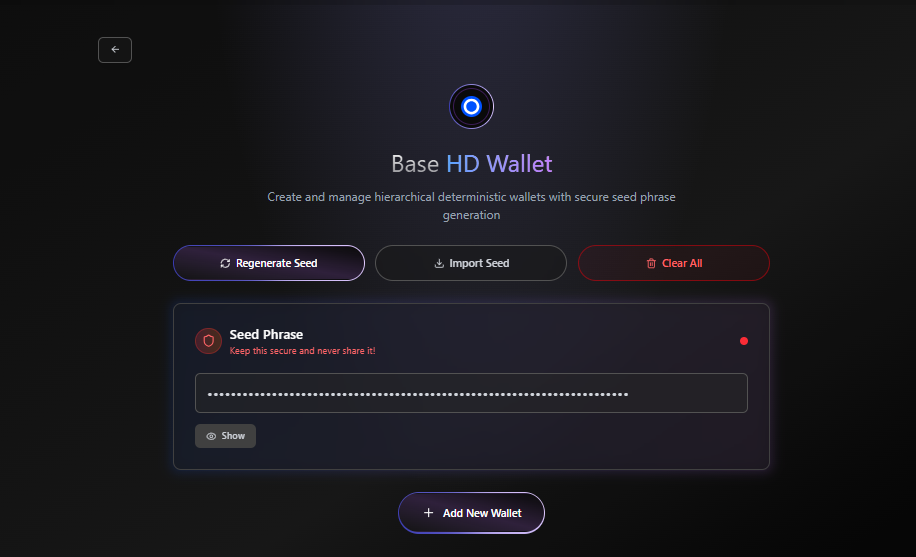 Base HD Wallet
Create and manage hierarchical deterministic wallets with secure seed phrase
generation
Regenerate Seed
Import Seed
Clear All
Seed Phrase
Keep this secure and never share it!
Show
Add New Wallet